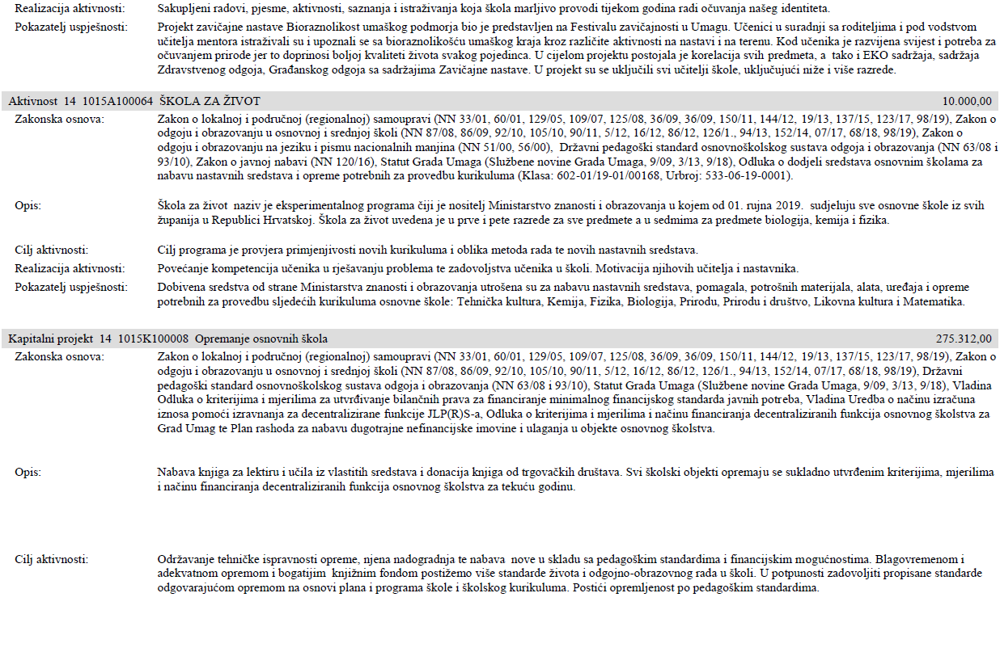 Realizacija aktivnosti: Sakupljeni radovi, pjesme, aktivnosti, saznanja i istraživanja koja škola marljivo provodi tijekom godina radi očuvanja našeg identiteta.
Pokazatelj uspješnosti: Projekt zavičajne nastave Bioraznolikost umaškog podmorja bio je predstavljen na Festivalu zavičajnosti u Umagu. Učenici u suradnji sa roditeljima i pod vodstvom
učitelja mentora istraživali su i upoznali se sa bioraznolikošću umaškog kraja kroz različite aktivnosti na nastavi i na terenu. Kod učenika je razvijena svijest i potreba za
očuvanjem prirode jer to doprinosi boljoj kvaliteti života svakog pojedinca. U cijelom projektu postojala je korelacija svih predmeta, a  tako i EKO sadržaja, sadržaja
Zdravstvenog odgoja, Građanskog odgoja sa sadržajima Zavičajne nastave. U projekt su se uključili svi učitelji škole, uključujući niže i više razrede.
Aktivnost  14  1015A100064  ŠKOLA ZA ŽIVOT 10.000,00
Zakonska osnova: Zakon o lokalnoj i područnoj (regionalnoj) samoupravi (NN 33/01, 60/01, 129/05, 109/07, 125/08, 36/09, 36/09, 150/11, 144/12, 19/13, 137/15, 123/17, 98/19), Zakon o
odgoju i obrazovanju u osnovnoj i srednjoj školi (NN 87/08, 86/09, 92/10, 105/10, 90/11, 5/12, 16/12, 86/12, 126/1., 94/13, 152/14, 07/17, 68/18, 98/19), Zakon o
odgoju i obrazovanju na jeziku i pismu nacionalnih manjina (NN 51/00, 56/00),  Državni pedagoški standard osnovnoškolskog sustava odgoja i obrazovanja (NN 63/08 i
93/10), Zakon o javnoj nabavi (NN 120/16), Statut Grada Umaga (Službene novine Grada Umaga, 9/09, 3/13, 9/18), Odluka o dodjeli sredstava osnovnim školama za
nabavu nastavnih sredstava i opreme potrebnih za provedbu kurikuluma (Klasa: 602-01/19-01/00168, Urbroj: 533-06-19-0001).
Opis: Škola za život  naziv je eksperimentalnog programa čiji je nositelj Ministarstvo znanosti i obrazovanja u kojem od 01. rujna 2019.  sudjeluju sve osnovne škole iz svih
županija u Republici Hrvatskoj. Škola za život uvedena je u prve i pete razrede za sve predmete a u sedmima za predmete biologija, kemija i fizika.
Cilj aktivnosti: Cilj programa je provjera primjenjivosti novih kurikuluma i oblika metoda rada te novih nastavnih sredstava.
Realizacija aktivnosti: Povećanje kompetencija učenika u rješavanju problema te zadovoljstva učenika u školi. Motivacija njihovih učitelja i nastavnika.
Pokazatelj uspješnosti: Dobivena sredstva od strane Ministarstva znanosti i obrazovanja utrošena su za nabavu nastavnih sredstava, pomagala, potrošnih materijala, alata, uređaja i opreme
potrebnih za provedbu sljedećih kurikuluma osnovne škole: Tehnička kultura, Kemija, Fizika, Biologija, Prirodu, Prirodu i društvo, Likovna kultura i Matematika.
Kapitalni projekt  14  1015K100008  Opremanje osnovnih škola 275.312,00
Zakonska osnova: Zakon o lokalnoj i područnoj (regionalnoj) samoupravi (NN 33/01, 60/01, 129/05, 109/07, 125/08, 36/09, 36/09, 150/11, 144/12, 19/13, 137/15, 123/17, 98/19), Zakon o
odgoju i obrazovanju u osnovnoj i srednjoj školi (NN 87/08, 86/09, 92/10, 105/10, 90/11, 5/12, 16/12, 86/12, 126/1., 94/13, 152/14, 07/17, 68/18, 98/19), Državni
pedagoški standard osnovnoškolskog sustava odgoja i obrazovanja (NN 63/08 i 93/10), Statut Grada Umaga (Službene novine Grada Umaga, 9/09, 3/13, 9/18), Vladina
Odluka o kriterijima i mjerilima za utvrđivanje bilančnih prava za financiranje minimalnog financijskog standarda javnih potreba, Vladina Uredba o načinu izračuna
iznosa pomoći izravnanja za decentralizirane funkcije JLP(R)S-a, Odluka o kriterijima i mjerilima i načinu financiranja decentraliziranih funkcija osnovnog školstva za
Grad Umag te Plan rashoda za nabavu dugotrajne nefinancijske imovine i ulaganja u objekte osnovnog školstva.
Opis: Nabava knjiga za lektiru i učila iz vlastitih sredstava i donacija knjiga od trgovačkih društava. Svi školski objekti opremaju se sukladno utvrđenim kriterijima, mjerilima
i načinu financiranja decentraliziranih funkcija osnovnog školstva za tekuću godinu.
Cilj aktivnosti: Održavanje tehničke ispravnosti opreme, njena nadogradnja te nabava  nove u skladu sa pedagoškim standardima i financijskim mogućnostima. Blagovremenom i
adekvatnom opremom i bogatijim  knjižnim fondom postižemo više standarde života i odgojno-obrazovnog rada u školi. U potpunosti zadovoljiti propisane standarde
odgovarajućom opremom na osnovi plana i programa škole i školskog kurikuluma. Postići opremljenost po pedagoškim standardima.